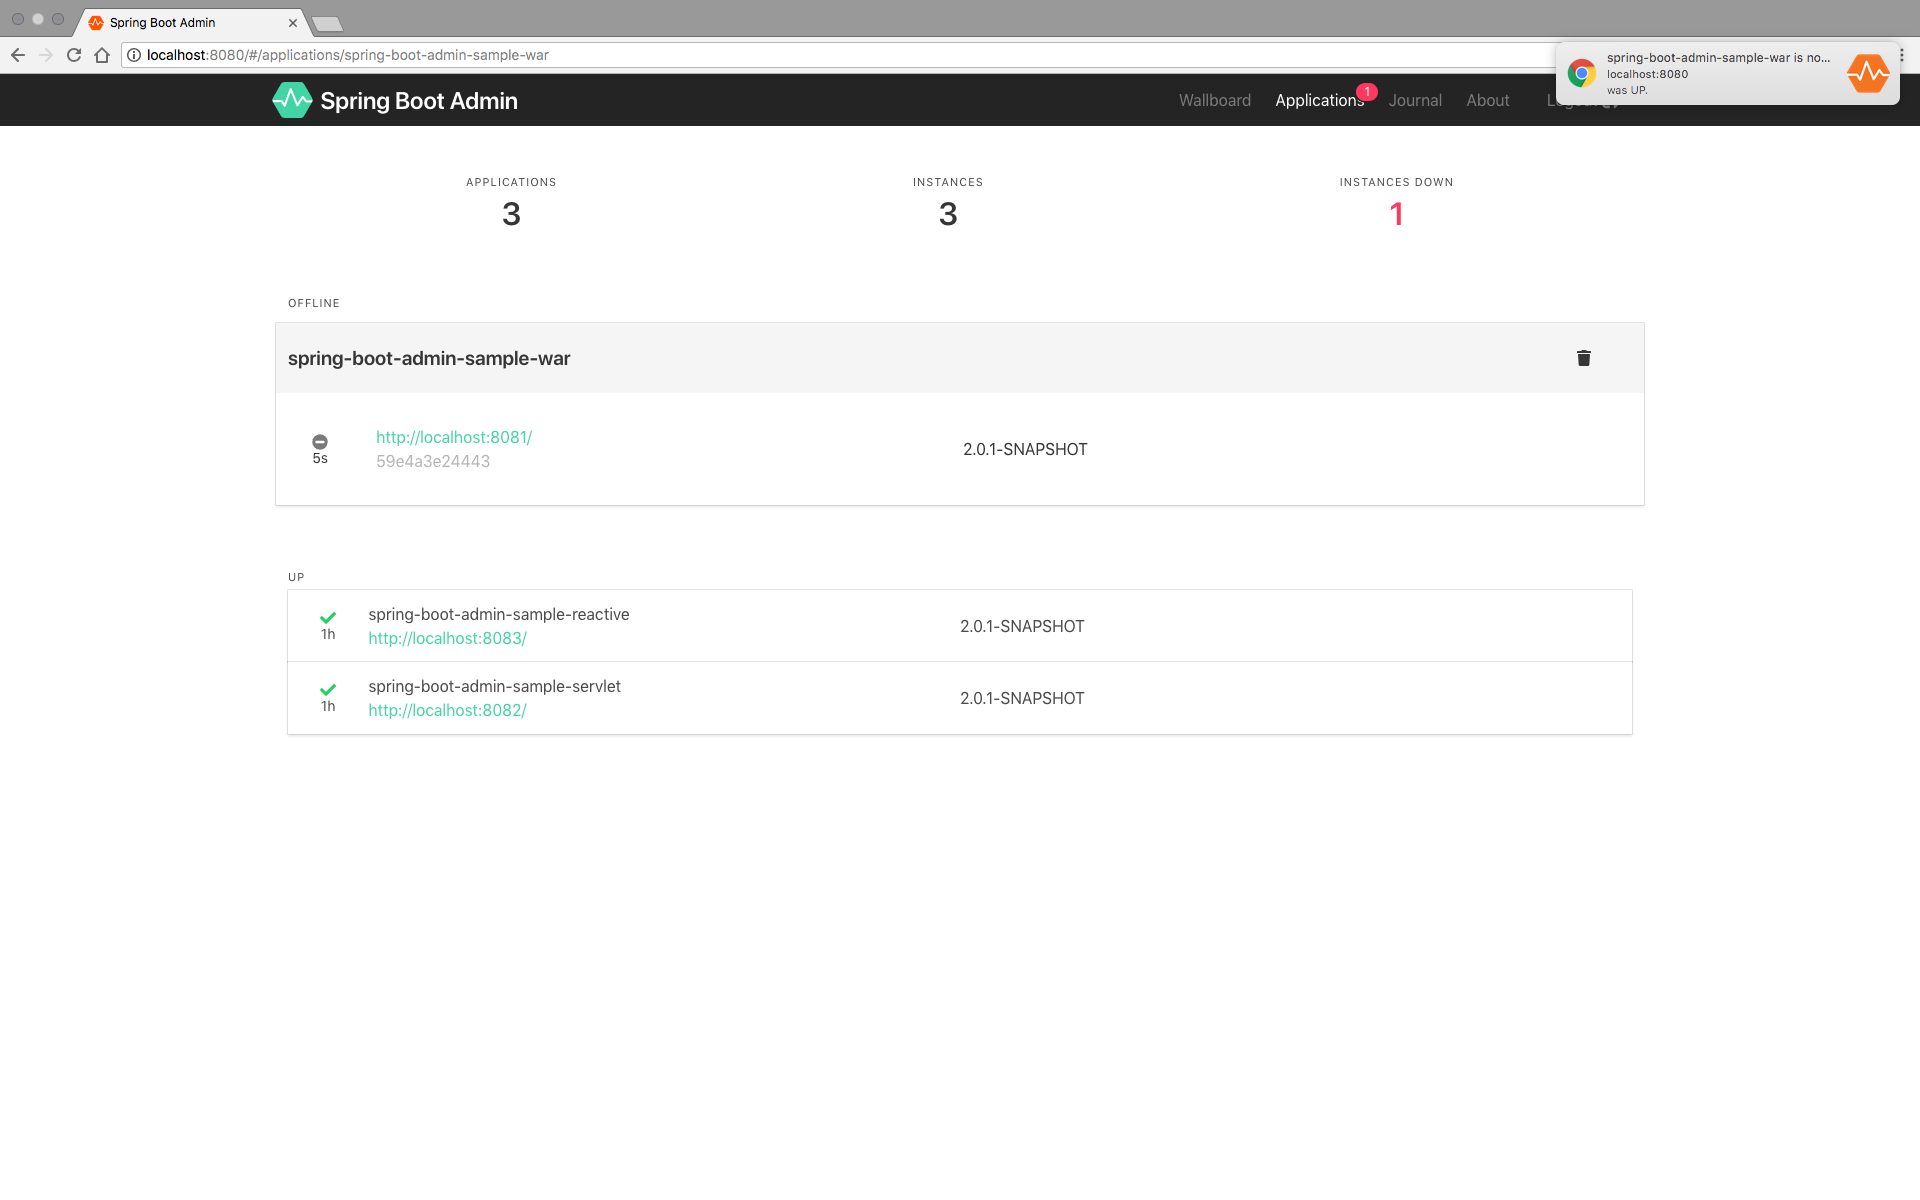 Spring Boot Admin
localhost:8080/#/applications/spring-boot-admin-sample-war
spring-boot-admin-sample-war is no...
localhost:8080
was UP.
Spring Boot Admin
Wallboard
Applications
1
Journal
About
APPLICATIONS
3
INSTANCES
3
INSTANCES DOWN
1
OFFLINE
spring-boot-admin-sample-war
5s
http://localhost:8081/
59e4a3e24443
2.0.1-SNAPSHOT
UP
1h
spring-boot-admin-sample-reactive
http://localhost:8083/
2.0.1-SNAPSHOT
1h
spring-boot-admin-sample-servlet
http://localhost:8082/
2.0.1-SNAPSHOT